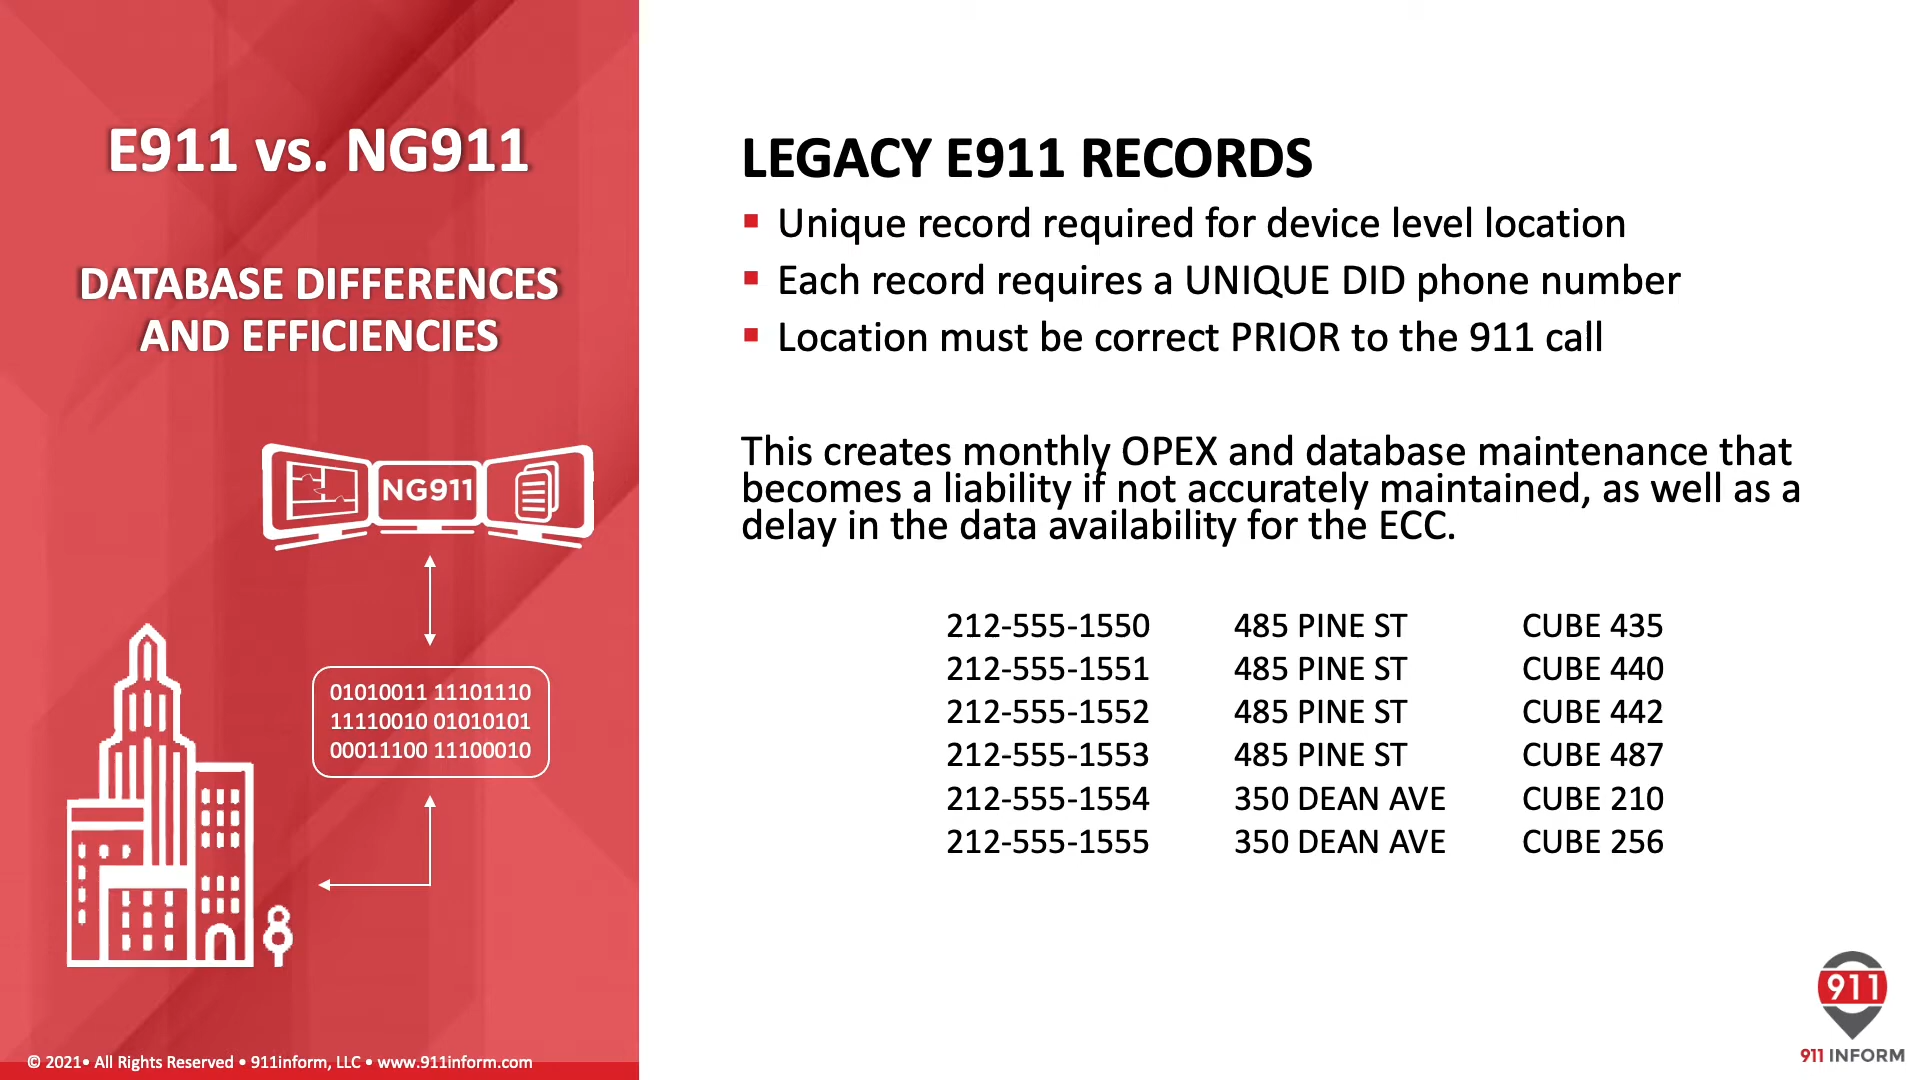 E911 vs. NG911
DATABASE DIFFERENCES
AND EFFICIENCIES
NG911
01010011 11101110
11110010 01010101
00011100 11100010
© 2021• All Rights Reserved • 911inform, LLC • www.911inform.com
LEGACY E911 RECORDS
▪ Unique record required for device level location
▪ Each record requires a UNIQUE DID phone number
▪ Location must be correct PRIOR to the 911 call
This creates monthly OPEX and database maintenance that
becomes a liability if not accurately maintained, as well as a
delay in the data availability for the ECC.
212-555-1550 485 PINE ST CUBE 435
212-555-1551 485 PINE ST CUBE 440
212-555-1552 485 PINE ST CUBE 442
212-555-1553 485 PINE ST CUBE 487
212-555-1554 350 DEAN AVE CUBE 210
212-555-1555 350 DEAN AVE CUBE 256
911
911 INFORM